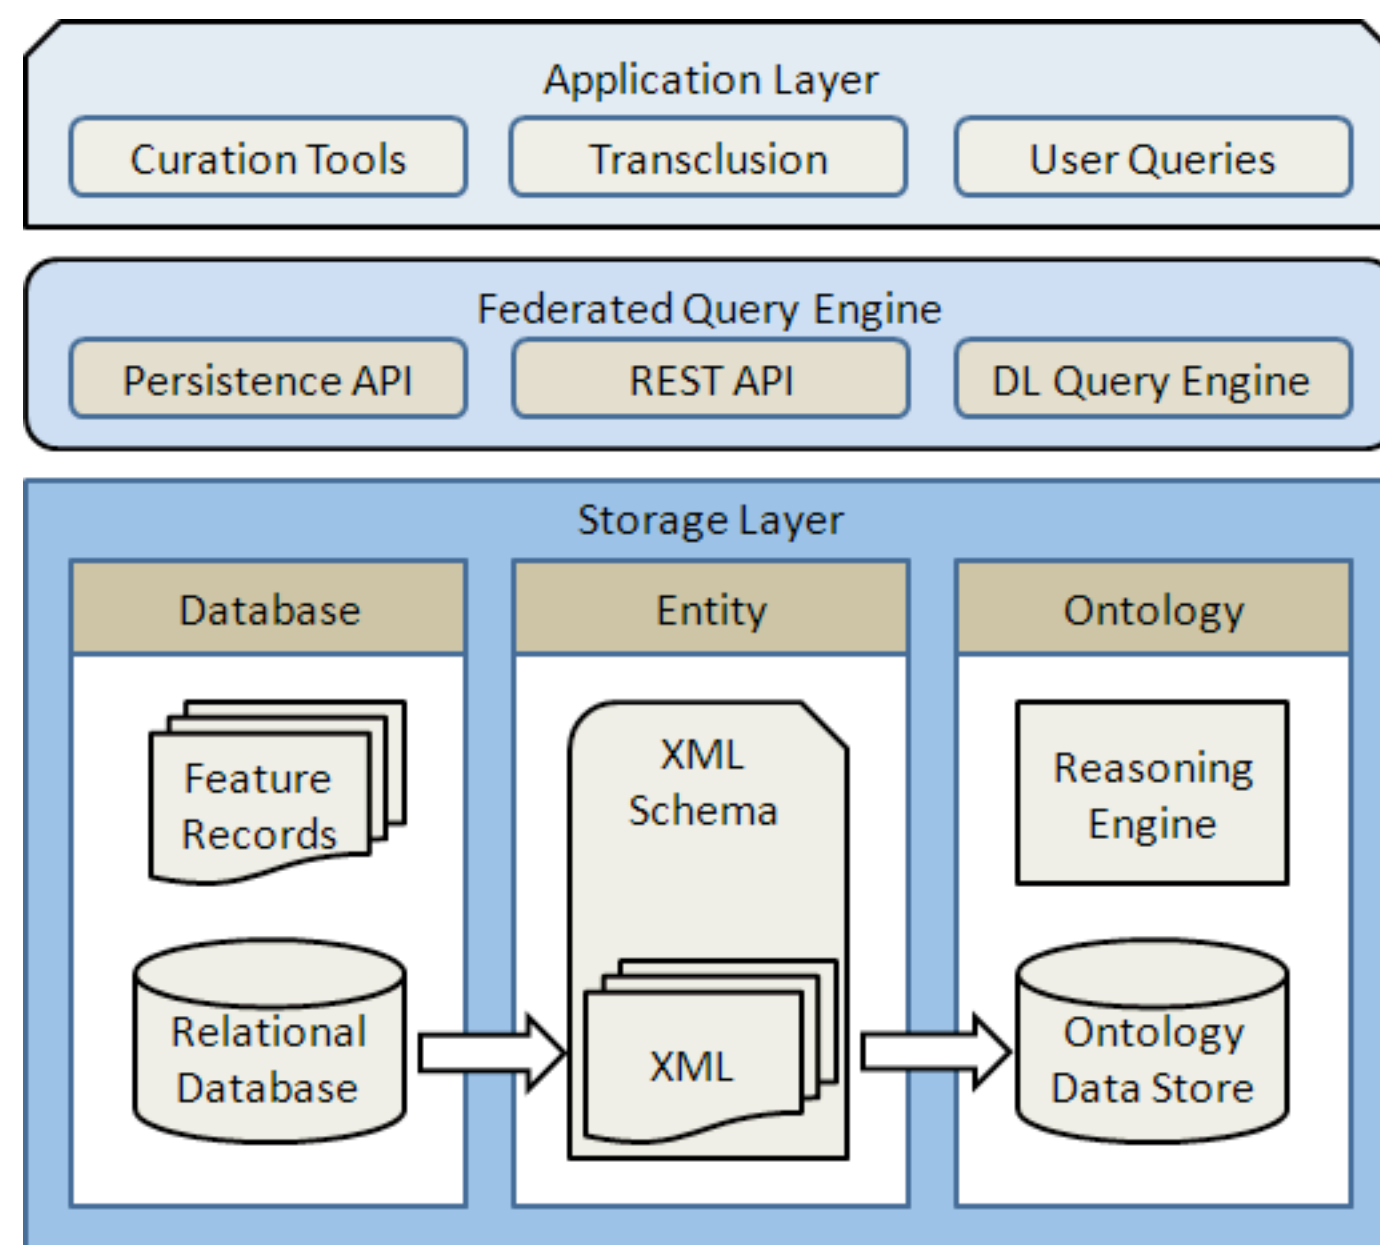 Application Layer
Curation Tools
Transclusion
User Queries
Federated Query Engine
Persistence API
REST API
DL Query Engine
Storage Layer
Database
Entity
Ontology
Feature
Records
XML
Schema
Reasoning
Engine
Relational
Database
XML
Ontology
Data Store